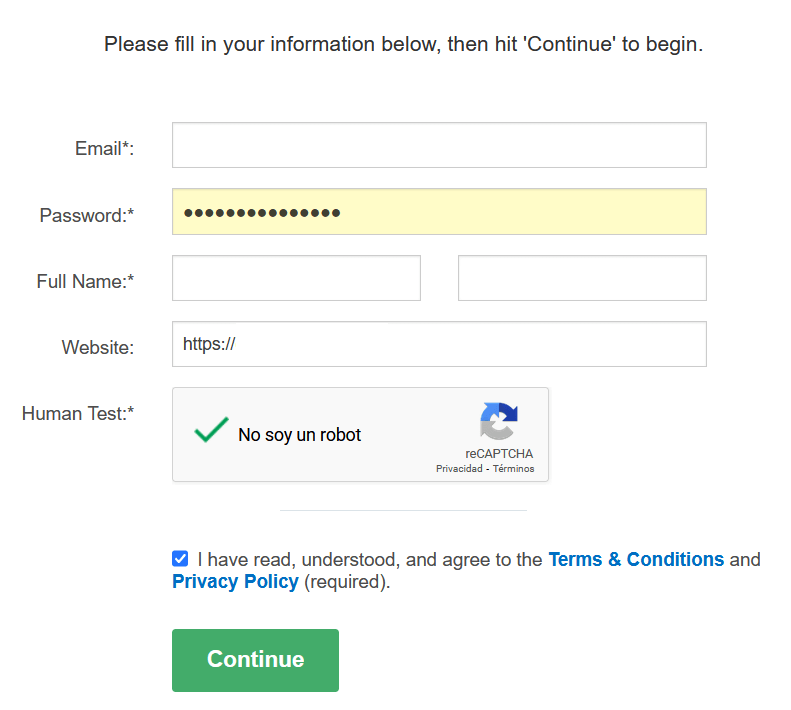 Please fill in your information below, then hit 'Continue' to begin.
Email*:
Password:* •••••••••••••••
Full Name:*
Website: https://
Human Test:* No soy un robot
reCAPTCHA
Privacidad - Términos
I have read, understood, and agree to the Terms & Conditions and
Privacy Policy (required).
Continue